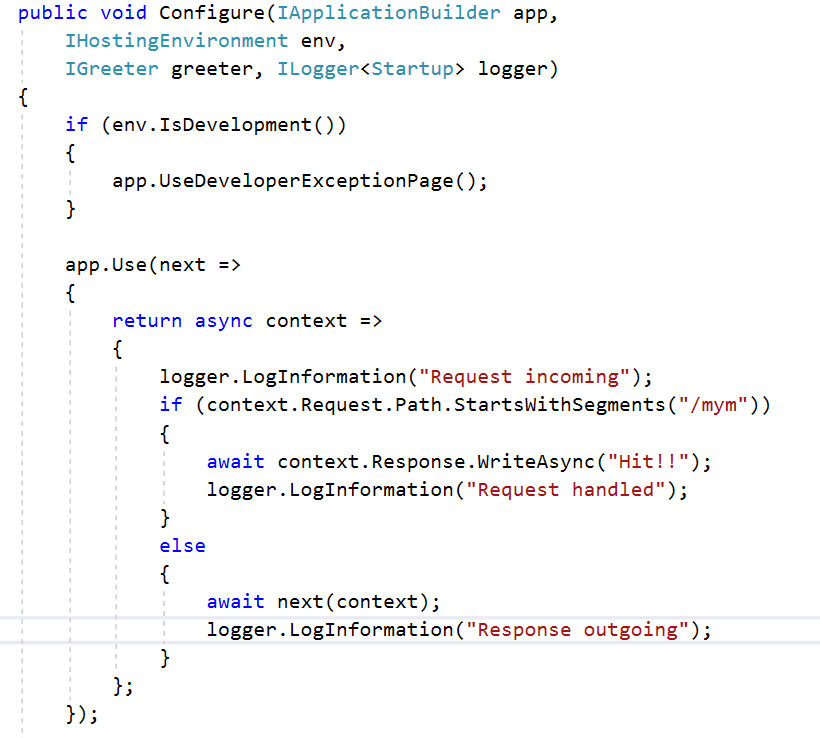 public void Configure(IApplicationBuilder app,
    IHostingEnvironment env,
    IGreeter greeter, ILogger<Startup> logger)
{
    if (env.IsDevelopment())
    {
        app.UseDeveloperExceptionPage();
    }

    app.Use(next =>
    {
        return async context =>
        {
            logger.LogInformation("Request incoming");
            if (context.Request.Path.StartsWithSegments("/mym"))
            {
                await context.Response.WriteAsync("Hit!!");
                logger.LogInformation("Request handled");
            }
            else
            {
                await next(context);
                logger.LogInformation("Response outgoing");
            }
        };
    });